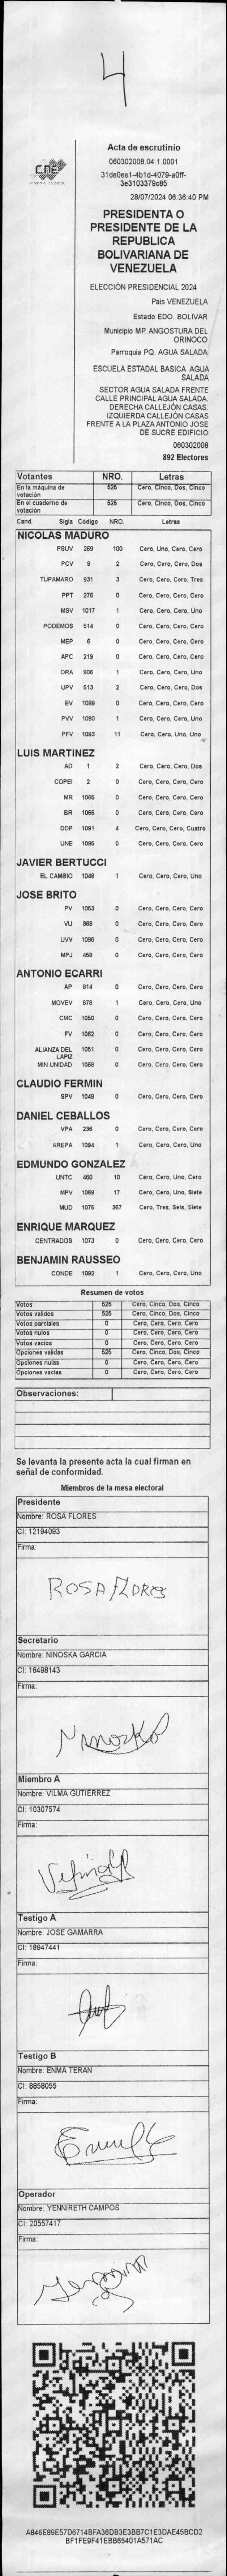 4
CNE
Acta de escrutinio
060302008.04.1.0001
31de0ee1-4b1d-4079-a0ff-
3e3103379c85
28/07/2024 06:36:40 PM
PRESIDENTA O
PRESIDENTE DE LA
REPUBLICA
BOLIVARIANA DE
VENEZUELA
ELECCIÓN PRESIDENCIAL 2024
Pais VENEZUELA
Estado EDO. BOLIVAR
Municipio MP. ANGOSTURA DEL
ORINOCO
Parroquia PQ. AGUA SALADA
ESCUELA ESTADAL BASICA AGUA
SALADA
SECTOR AGUA SALADA FRENTE
CALLE PRINCIPAL AGUA SALADA.
DERECHA CALLEJÓN CASAS.
IZQUIERDA CALLEJÓN CASAS
FRENTE A LA PLAZA ANTONIO JOSE
DE SUCRE EDIFICIO
060302008
892 Electores
Votantes NRO. Letras
En la máquina de votación 525 Cero, Cinco, Dos, Cinco
En el cuaderno de votación 525 Cero, Cinco, Dos, Cinco
Cand. Sigla Código NRO. Letras
NICOLAS MADURO
PSUV 269 100 Cero, Uno, Cero, Cero
PCV 9 2 Cero, Cero, Cero, Dos
TUPAMARO 931 3 Cero, Cero, Cero, Tres
PPT 276 0 Cero, Cero, Cero, Cero
MSV 1017 1 Cero, Cero, Cero, Uno
PODEMOS 514 0 Cero, Cero, Cero, Cero
MEP 6 0 Cero, Cero, Cero, Cero
APC 219 0 Cero, Cero, Cero, Cero
ORA 906 1 Cero, Cero, Cero, Uno
UPV 513 2 Cero, Cero, Cero, Dos
EV 1089 0 Cero, Cero, Cero, Cero
PVV 1090 1 Cero, Cero, Cero, Uno
PFV 1093 11 Cero, Cero, Uno, Uno
LUIS MARTINEZ
AD 1 2 Cero, Cero, Cero, Dos
COPEI 2 0 Cero, Cero, Cero, Cero
MR 1066 0 Cero, Cero, Cero, Cero
BR 1065 0 Cero, Cero, Cero, Cero
DDP 1091 4 Cero, Cero, Cero, Cuatro
UNE 1095 0 Cero, Cero, Cero, Cero
JAVIER BERTUCCI
EL CAMBIO 1048 1 Cero, Cero, Cero, Uno
JOSE BRITO
PV 1053 0 Cero, Cero, Cero, Cero
VU 868 0 Cero, Cero, Cero, Cero
UVV 1096 0 Cero, Cero, Cero, Cero
MPJ 458 0 Cero, Cero, Cero, Cero
ANTONIO ECARRI
AP 914 0 Cero, Cero, Cero, Cero
MOVEV 878 1 Cero, Cero, Cero, Uno
CMC 1050 0 Cero, Cero, Cero, Cero
FV 1062 0 Cero, Cero, Cero, Cero
ALIANZA DEL LAPIZ 1051 0 Cero, Cero, Cero, Cero
MIN UNIDAD 1068 0 Cero, Cero, Cero, Cero
CLAUDIO FERMIN
SPV 1049 0 Cero, Cero, Cero, Cero
DANIEL CEBALLOS
VPA 236 0 Cero, Cero, Cero, Cero
AREPA 1094 1 Cero, Cero, Cero, Uno
EDMUNDO GONZALEZ
UNTC 460 10 Cero, Cero, Uno, Cero
MPV 1069 17 Cero, Cero, Uno, Siete
MUD 1076 367 Cero, Tres, Seis, Siete
ENRIQUE MARQUEZ
CENTRADOS 1073 0 Cero, Cero, Cero, Cero
BENJAMIN RAUSSEO
CONDE 1092 1 Cero, Cero, Cero, Uno
Resumen de votos
Votos 525 Cero, Cinco, Dos, Cinco
Votos válidos 525 Cero, Cinco, Dos, Cinco
Votos parciales 0 Cero, Cero, Cero, Cero
Votos nulos 0 Cero, Cero, Cero, Cero
Votos vacíos 0 Cero, Cero, Cero, Cero
Opciones validas 525 Cero, Cinco, Dos, Cinco
Opciones nulas 0 Cero, Cero, Cero, Cero
Opciones vacias 0 Cero, Cero, Cero, Cero
Observaciones:
Se levanta la presente acta la cual firman en
señal de conformidad.
Miembros de la mesa electoral
Presidente
Nombre: ROSA FLORES
CI: 12194093
Firma:
ROSA FLORES
Secretario
Nombre: NINOSKA GARCIA
CI: 16498143
Firma:
Ninoska
Miembro A
Nombre: VILMA GUTIERREZ
CI: 10307574
Firma:
Testigo A
Nombre: JOSE GAMARRA
CI: 18947441
Firma:
Testigo B
Nombre: ENMA TERAN
CI: 8858055
Firma:
Operador
Nombre: YENNIRETH CAMPOS
CI: 20557417
Firma:
A846E89E57D6714BFA36DB3E3BB7C1E3DAE45BCD2
BF1FE9F41EBB65401A571AC